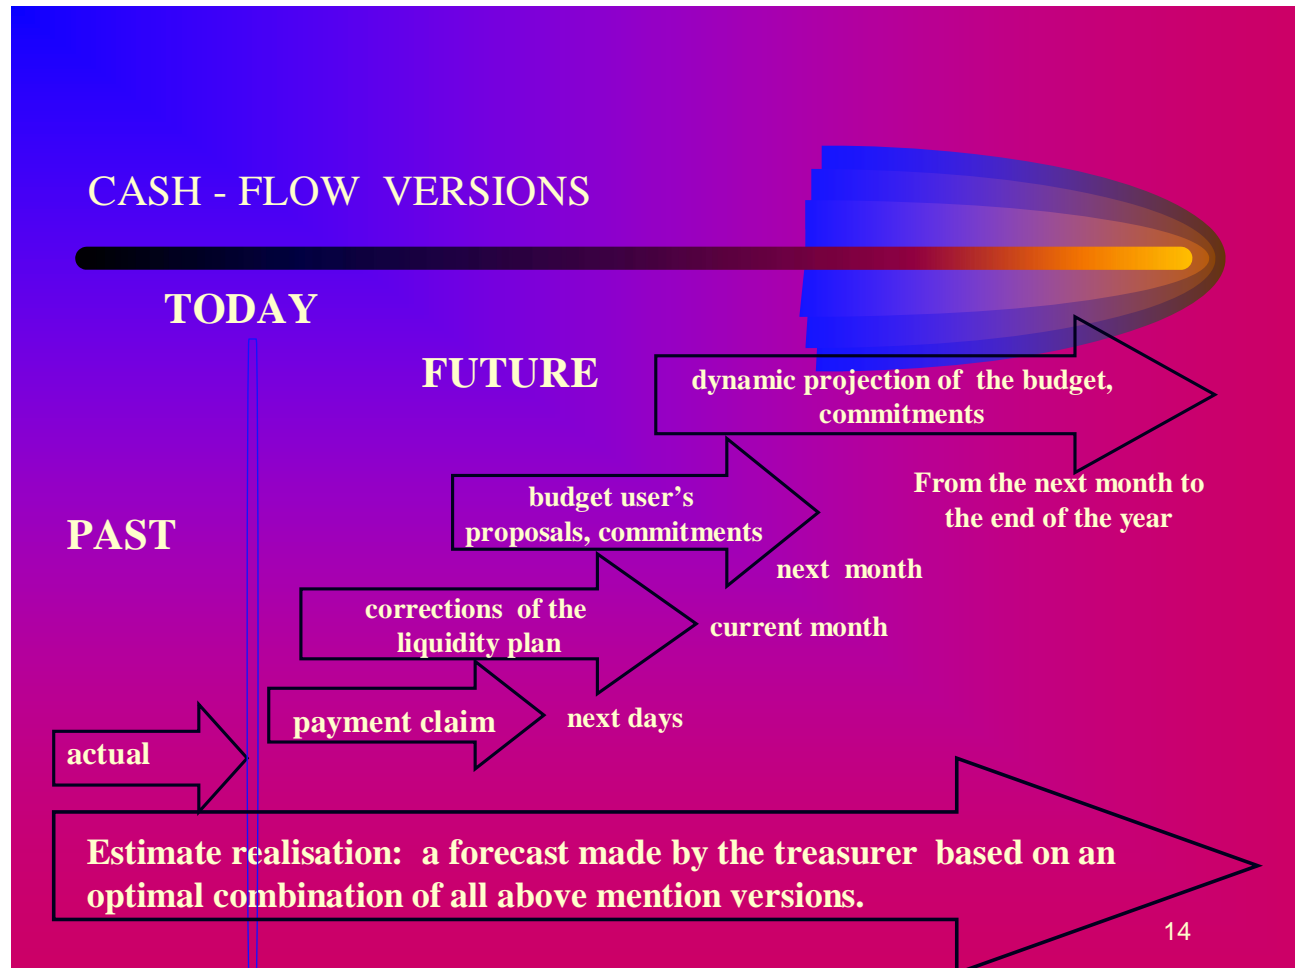 CASH - FLOW VERSIONS
TODAY
FUTURE
dynamic projection of the budget,
commitments
From the next month to
the end of the year
budget user's
proposals, commitments
next month
PAST
corrections of the
liquidity plan
current month
payment claim
next days
actual
Estimate realisation: a forecast made by the treasurer based on an
optimal combination of all above mention versions.
14